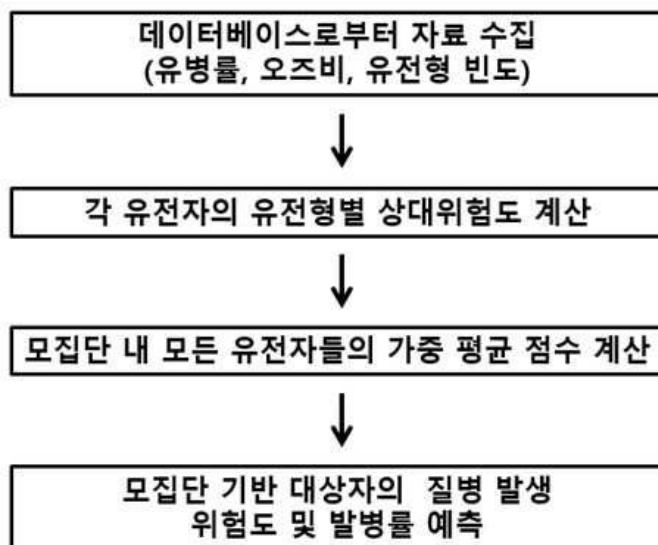 데이터베이스로부터 자료 수집
(유병률, 오즈비, 유전형 빈도)
각 유전자의 유전형별 상대위험도 계산
모집단 내 모든 유전자들의 가중 평균 점수 계산
모집단 기반 대상자의 질병 발생
위험도 및 발병률 예측